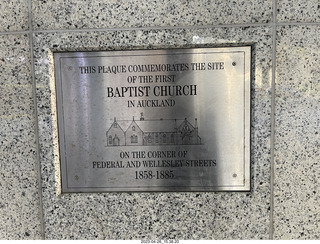 THIS PLAQUE COMMEMORATES THE SITE
OF THE FIRST
BAPTIST CHURCH
IN AUCKLAND
ON THE CORNER OF
FEDERAL AND WELLESLEY STREETS
1858-1885